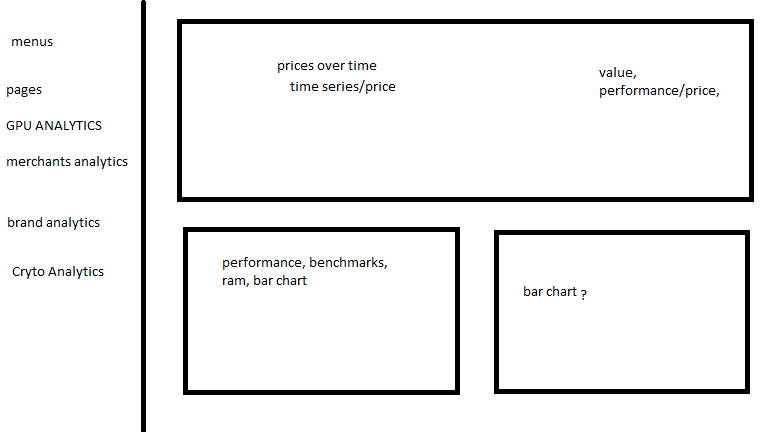 menus
pages
GPU ANALYTICS
merchants analytics
brand analytics
Cryto Analytics
prices over time
time series/price
value,
performance/price,
performance, benchmarks,
ram, bar chart
bar chart ?